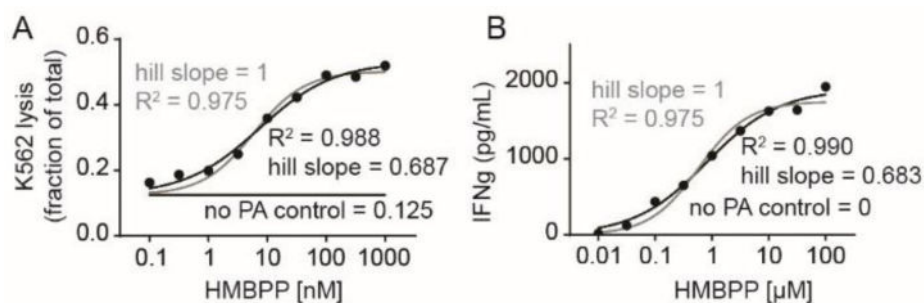 A
K562 lysis
(fraction of total)
0.6
0.4
0.2
0.0
hill slope = 1
R² = 0.975
R² = 0.988
hill slope = 0.687
no PA control = 0.125
0.1 1 10 100 1000
HMBPP [nM]
B
IFNg (pg/mL)
2000
1000
0
hill slope = 1
R² = 0.975
R² = 0.990
hill slope = 0.683
no PA control = 0
0.01 0.1 1 10 100
HMBPP [µM]